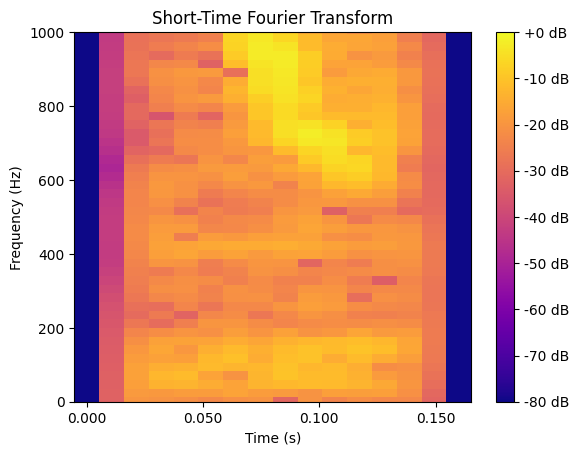 Short-Time Fourier Transform
1000
800
600
400
200
0
Frequency (Hz)
0.000
0.050
0.100
0.150
Time (s)
+0 dB
-10 dB
-20 dB
-30 dB
-40 dB
-50 dB
-60 dB
-70 dB
-80 dB